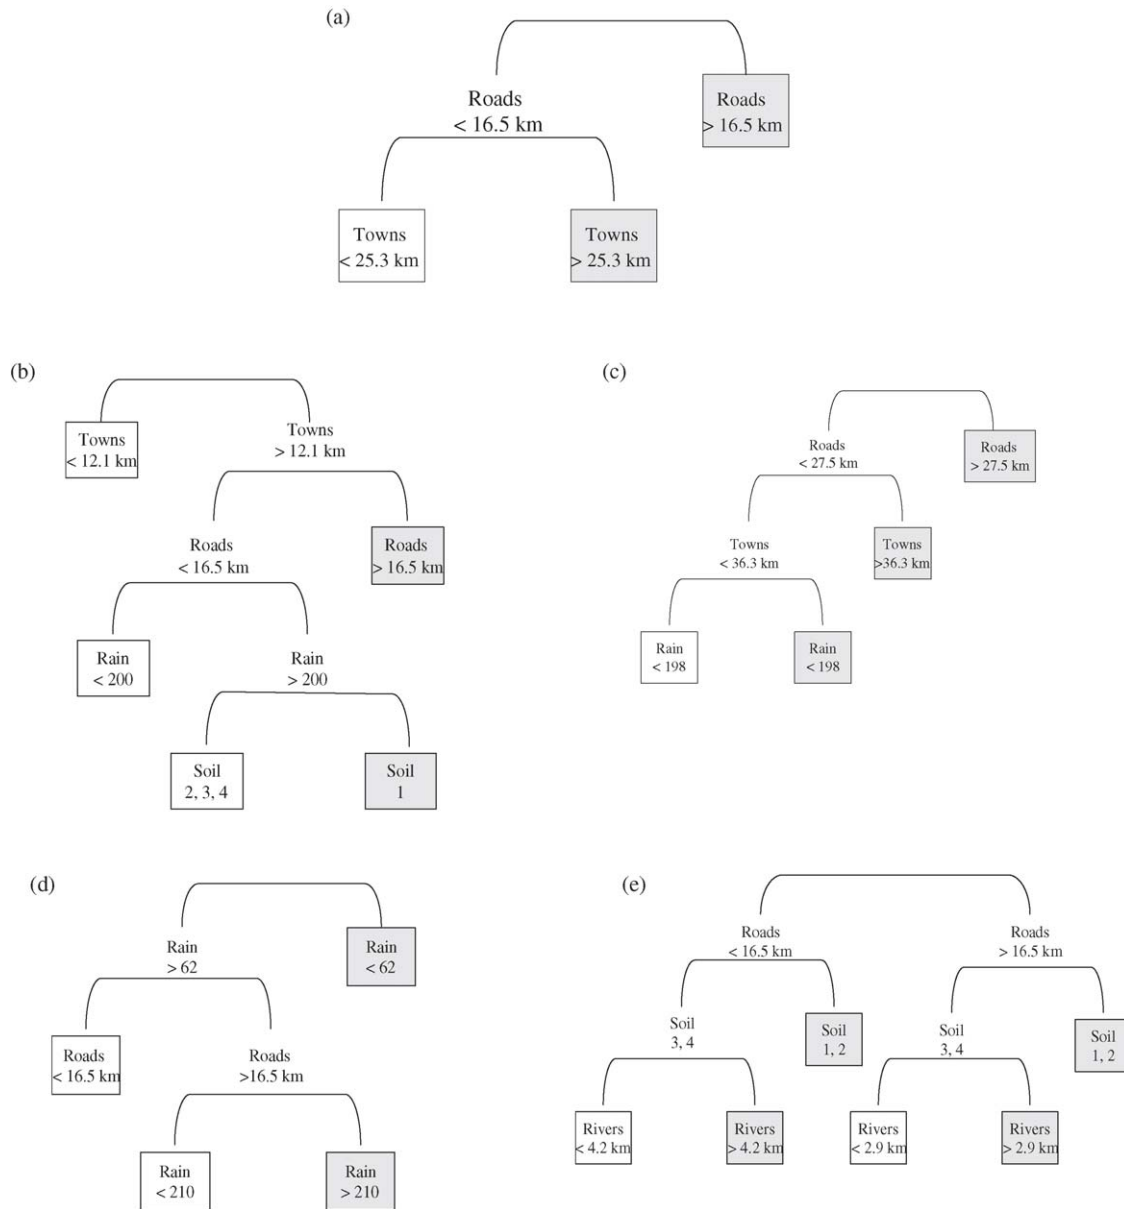 (a)
Roads
< 16.5 km
Roads
> 16.5 km
Towns
< 25.3 km
Towns
> 25.3 km
(b)
Towns
< 12.1 km
Towns
> 12.1 km
Roads
< 16.5 km
Roads
> 16.5 km
Rain
< 200
Rain
> 200
Soil
2, 3, 4
Soil
1
(c)
Roads
< 27.5 km
Roads
> 27.5 km
Towns
< 36.3 km
Towns
>36.3 km
Rain
< 198
Rain
< 198
(d)
Rain
> 62
Rain
< 62
Roads
< 16.5 km
Roads
>16.5 km
Rain
< 210
Rain
> 210
(e)
Roads
< 16.5 km
Roads
> 16.5 km
Soil
3, 4
Soil
1, 2
Soil
3, 4
Soil
1, 2
Rivers
< 4.2 km
Rivers
> 4.2 km
Rivers
< 2.9 km
Rivers
> 2.9 km